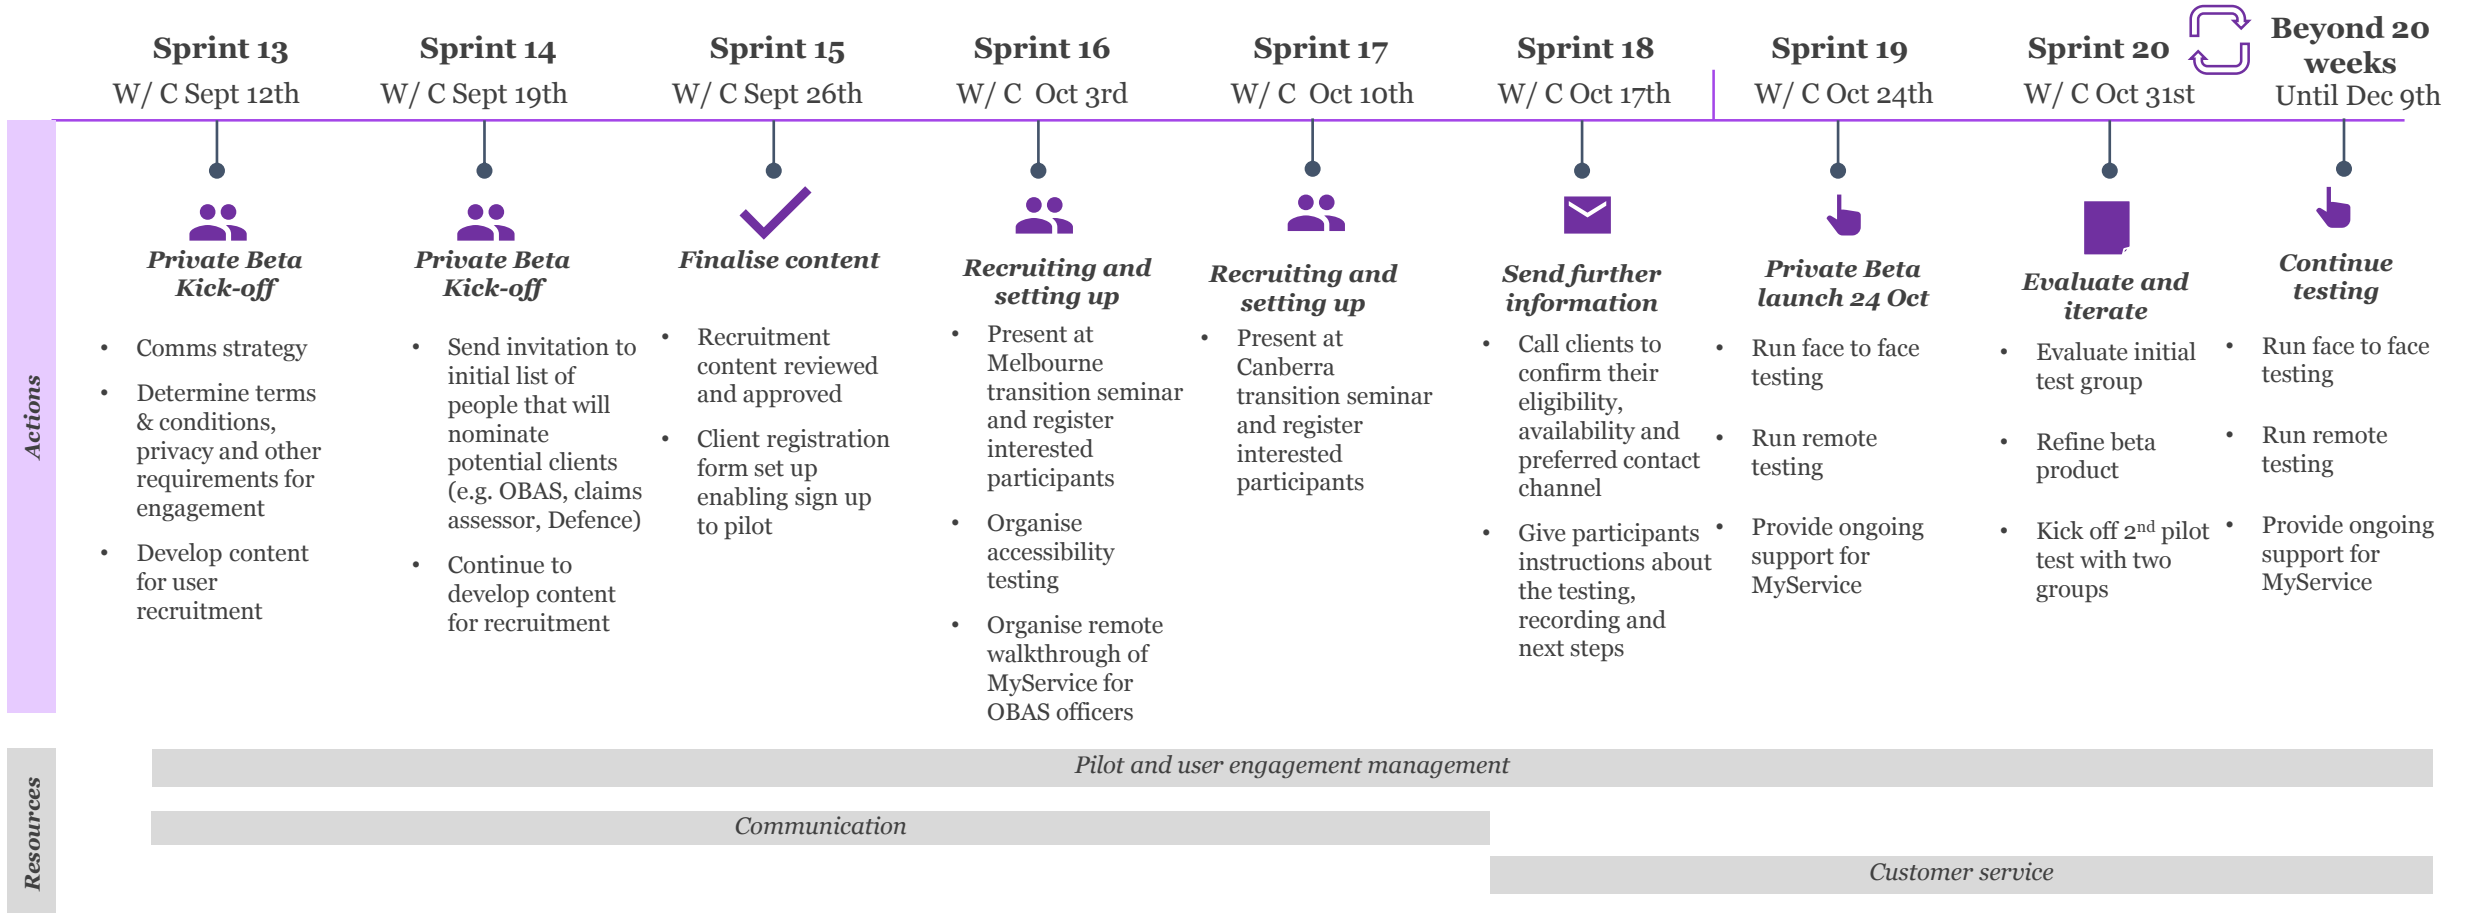 Sprint 13
W/ C Sept 12th
Sprint 14
W/ C Sept 19th
Sprint 15
W/ C Sept 26th
Sprint 16
W/ C  Oct 3rd
Sprint 17
W/ C  Oct 10th
Sprint 18
W/ C Oct 17th
Sprint 19
W/ C Oct 24th
Sprint 20
W/ C Oct 31st
Beyond 20
weeks
Until Dec 9th
Actions
Private Beta
Kick-off
• Comms strategy
• Determine terms
& conditions,
privacy and other
requirements for
engagement
• Develop content
for user
recruitment
Private Beta
Kick-off
• Send invitation to
initial list of
people that will
nominate
potential clients
(e.g. OBAS, claims
assessor, Defence)
• Continue to
develop content
for recruitment
Finalise content
• Recruitment
content reviewed
and approved
• Client registration
form set up
enabling sign up
to pilot
Recruiting and
setting up
• Present at
Melbourne
transition seminar
and register
interested
participants
• Organise
accessibility
testing
• Organise remote
walkthrough of
MyService for
OBAS officers
Recruiting and
setting up
• Present at
Canberra
transition seminar
and register
interested
participants
Send further
information
• Call clients to
confirm their
eligibility,
availability and
preferred contact
channel
• Give participants
instructions about
the testing,
recording and
next steps
Private Beta
launch 24 Oct
• Run face to face
testing
• Run remote
testing
• Provide ongoing
support for
MyService
Evaluate and
iterate
• Evaluate initial
test group
• Refine beta
product
• Kick off 2nd pilot
test with two
groups
Continue
testing
• Run face to face
testing
• Run remote
testing
• Provide ongoing
support for
MyService
Resources
Pilot and user engagement management
Communication
Customer service